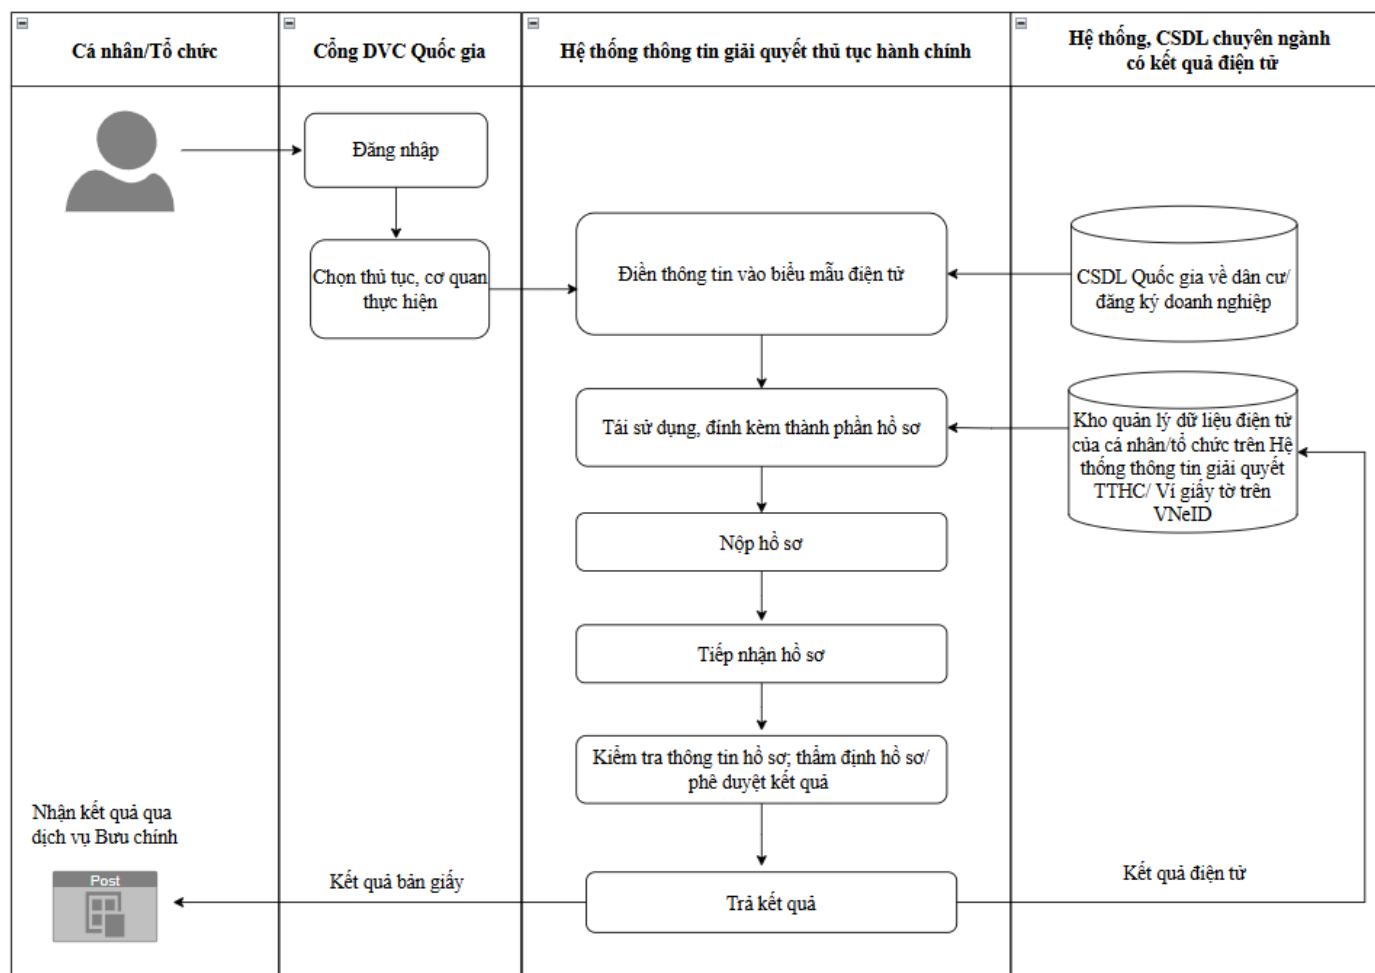 Cá nhân/Tổ chức
Cổng DVC Quốc gia
Hệ thống thông tin giải quyết thủ tục hành chính
Hệ thống, CSDL chuyên ngành
có kết quả điện tử
Đăng nhập
Chọn thủ tục, cơ quan
thực hiện
Điền thông tin vào biểu mẫu điện tử
CSDL Quốc gia về dân cư/
đăng ký doanh nghiệp
Tái sử dụng, đính kèm thành phần hồ sơ
Kho quản lý dữ liệu điện tử
của cá nhân/tổ chức trên Hệ
thống thông tin giải quyết
TTHC/ Ví giấy tờ trên
VNeID
Nộp hồ sơ
Tiếp nhận hồ sơ
Kiểm tra thông tin hồ sơ; thẩm định hồ sơ/
phê duyệt kết quả
Nhận kết quả qua
dịch vụ Bưu chính
Post
Kết quả bản giấy
Trả kết quả
Kết quả điện tử